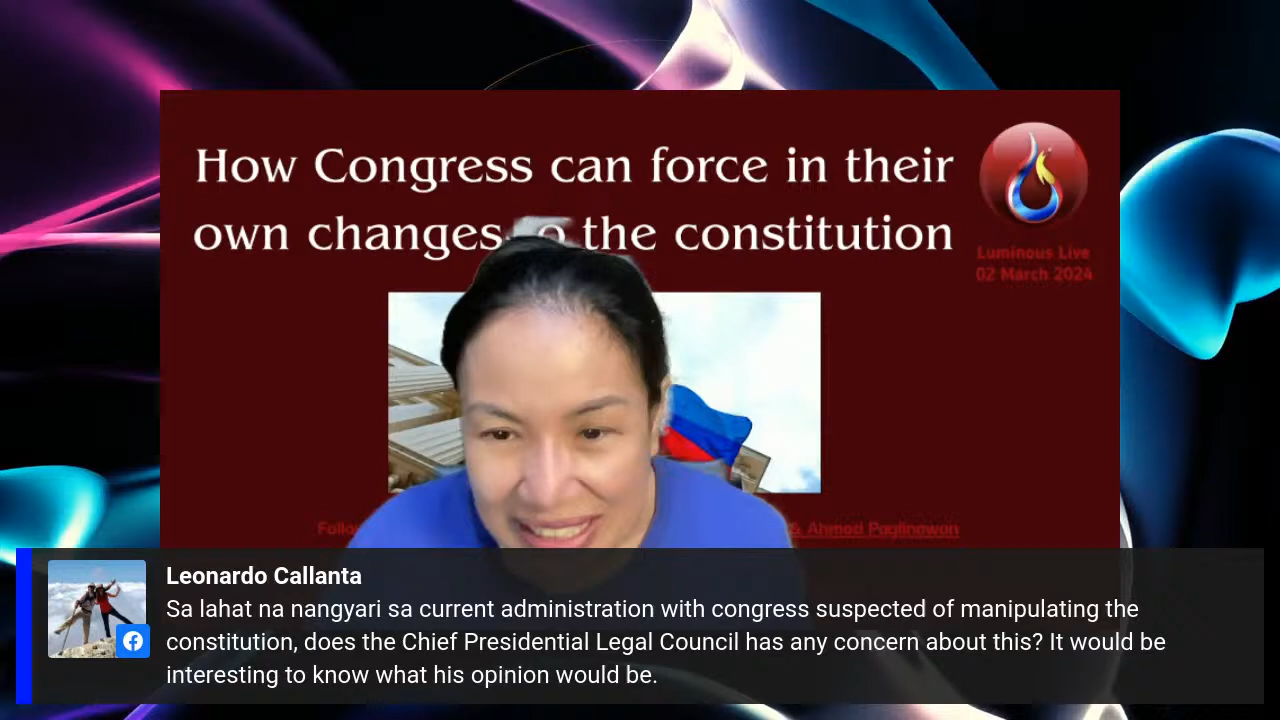 How Congress can force in their
own changes to the constitution
Luminous Live
02 March 2024
& Ahmed Paglinawan
Leonardo Callanta
Sa lahat na nangyari sa current administration with congress suspected of manipulating the
constitution, does the Chief Presidential Legal Council has any concern about this? It would be
interesting to know what his opinion would be.